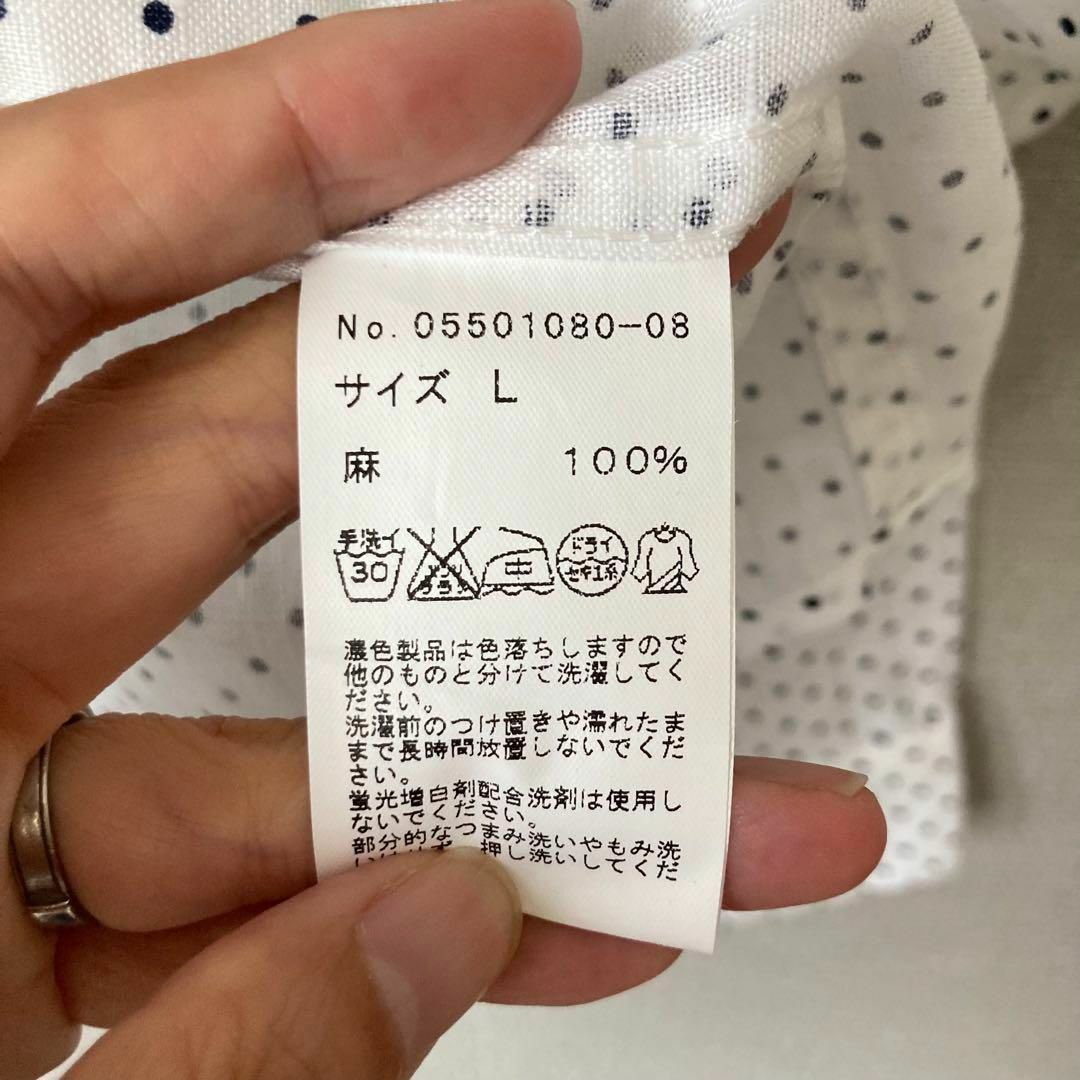 No. 05501080-08
サイズ L
麻 100%
手洗イ
30
中
ドライ
セキユ系
濃色製品は色落ちしますので
他のものと分けて洗濯してく
ださい。
洗濯前のつけ置きや濡れたま
まで長時間放置しないでくだ
さい。
蛍光増白剤配合洗剤は使用し
ないでください。
部分的なつまみ洗いやもみ洗
押し洗いしてくだ